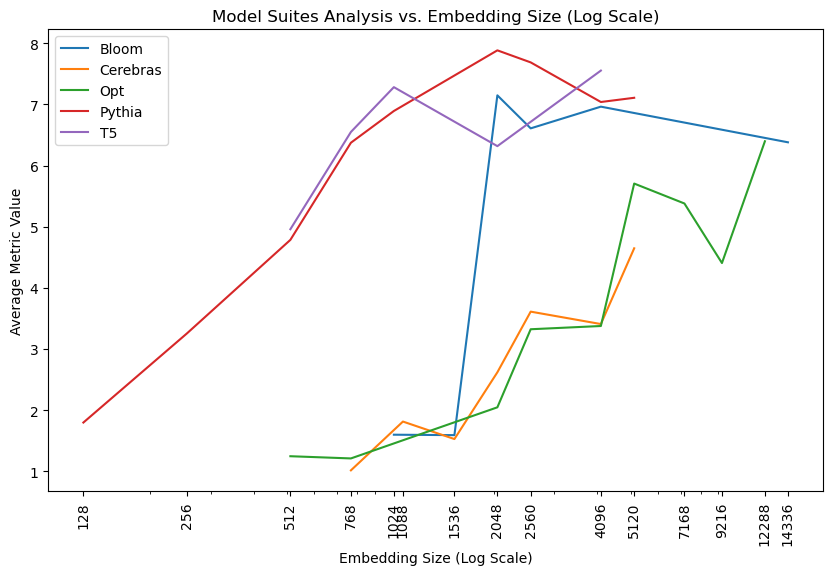 Model Suites Analysis vs. Embedding Size (Log Scale)
Bloom
Cerebras
Opt
Pythia
T5
Average Metric Value
8
7
6
5
4
3
2
1
128
256
512
768
1024
1088
1536
2048
2560
4096
5120
7168
9216
12288
14336
Embedding Size (Log Scale)